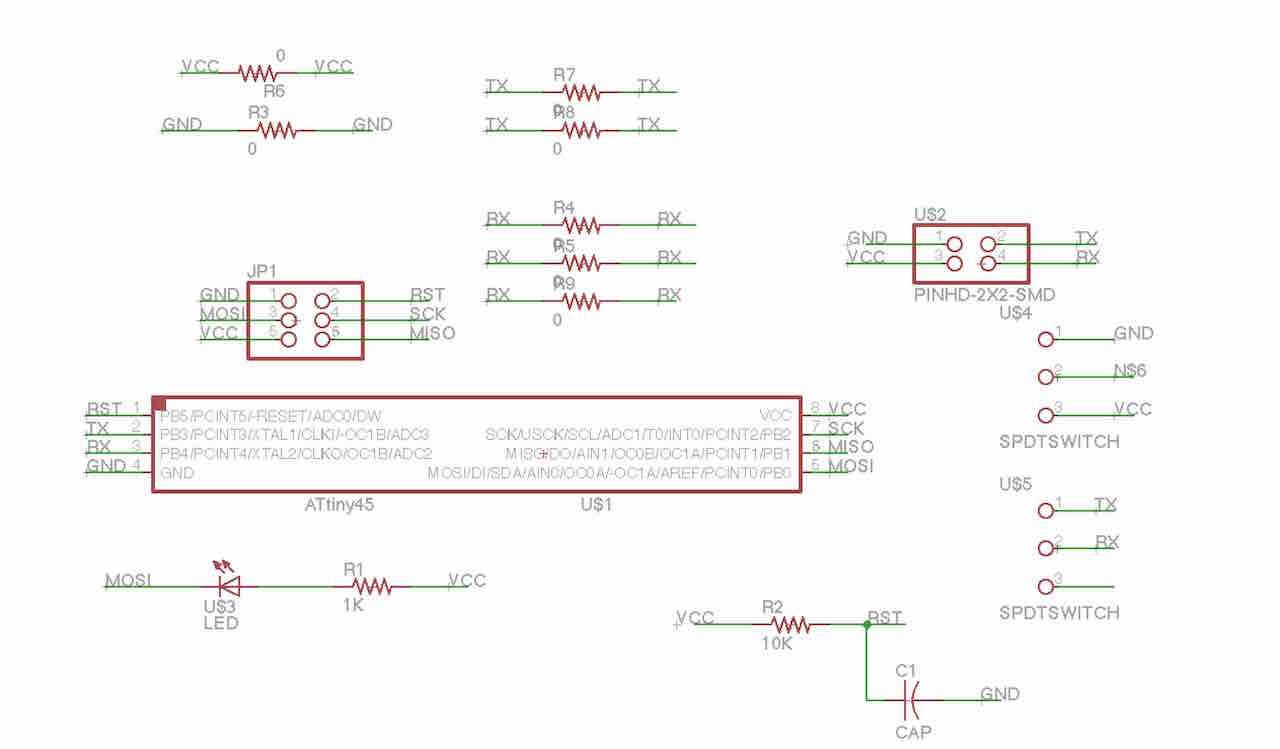 0
VCC VCC
R6
R3
GND GND
0
R7
TX TX
0
R8
TX TX
0
R4
RX RX
0
R5
RX RX
0
R9
RX RX
0
U$2
GND 1 2 TX
VCC 3 4 RX
PINHD-2X2-SMD
JP1
GND 1 2 RST
MOSI 3 4 SCK
VCC 5 6 MISO
U$4
1 GND
2 N$6
3 VCC
SPDTSWITCH
RST 1 PB5/PCINT5/-RESET/ADC0/DW VCC 8 VCC
TX 2 PB3/PCINT3/XTAL1/CLKI/-OC1B/ADC3 SCK/USCK/SCL/ADC1/T0/INT0/PCINT2/PB2 7 SCK
RX 3 PB4/PCINT4/XTAL2/CLKO/OC1B/ADC2 MISO/DO/AIN1/OC0B/OC1A/PCINT1/PB1 6 MISO
GND 4 GND MOSI/DI/SDA/AIN0/OC0A/-OC1A/AREF/PCINT0/PB0 5 MOSI
ATtiny45 U$1
U$5
1 TX
2 RX
3
SPDTSWITCH
MOSI R1 VCC
U$3 1K
LED
VCC R2 RST
10K
C1
GND
CAP